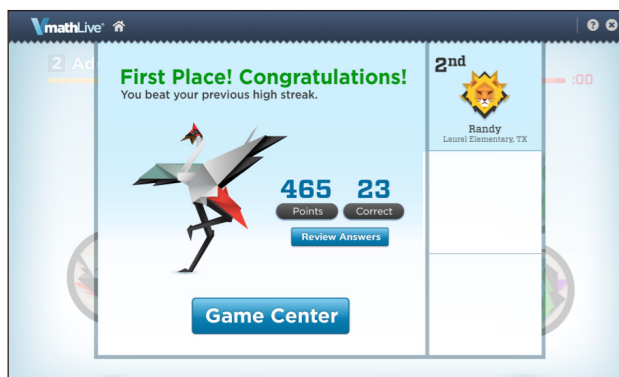 VmathLive
2 Ad
:00
First Place! Congratulations!
You beat your previous high streak.
465 23
Points Correct
Review Answers
Game Center
2nd
Randy
Laurel Elementary, TX